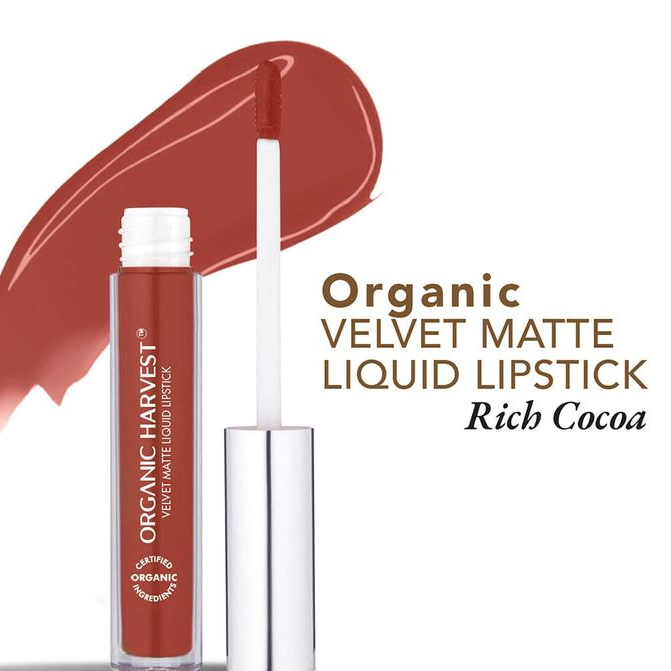 Organic
VELVET MATTE
LIQUID LIPSTICK
Rich Cocoa
ORGANIC HARVEST™
VELVET MATTE LIQUID LIPSTICK
CERTIFIED
ORGANIC
INGREDIENTS